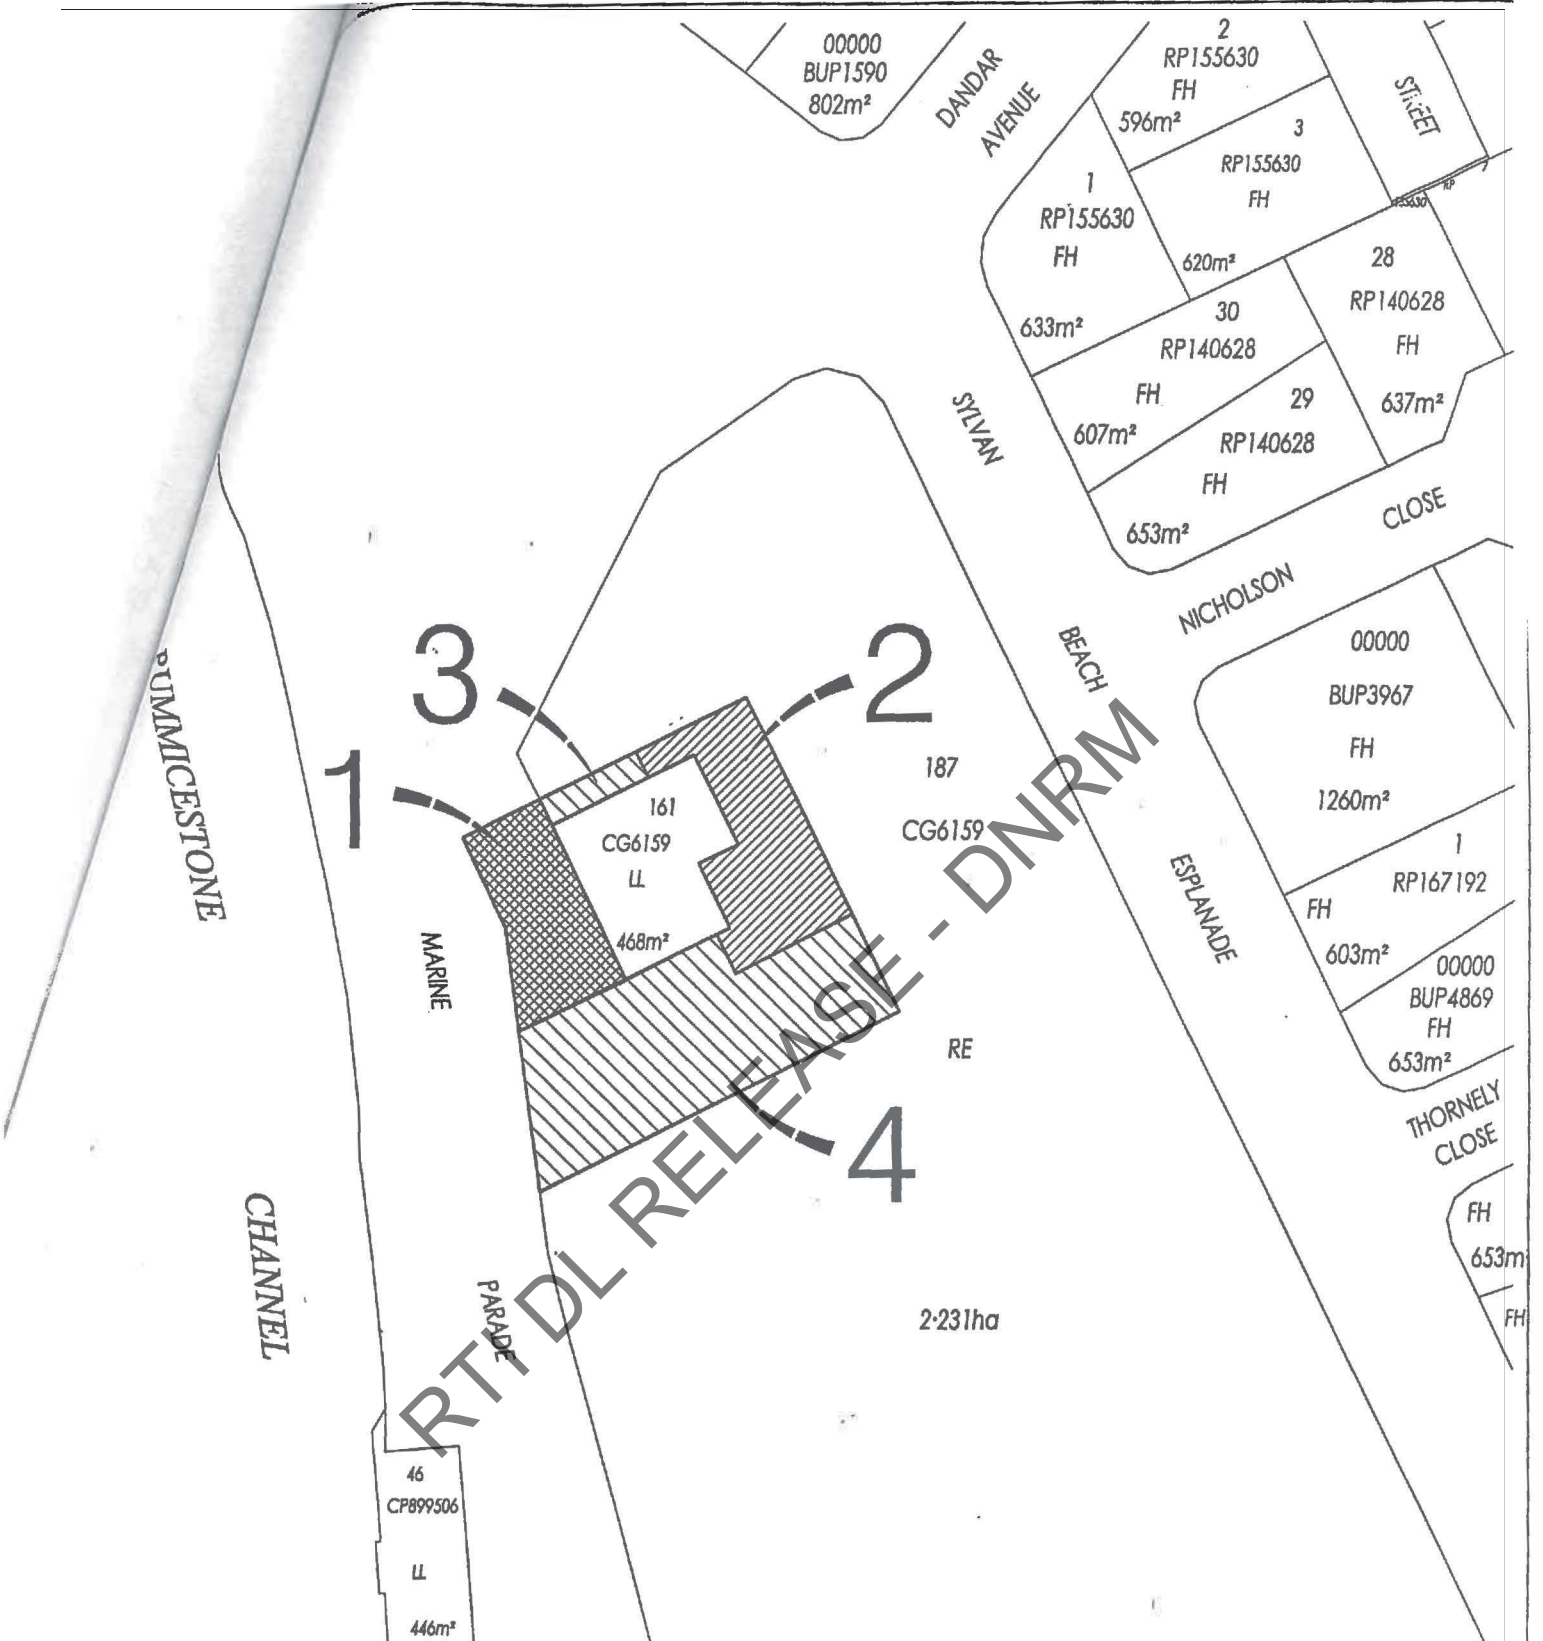 00000
BUP1590
802m²
DANDAR
AVENUE
2
RP155630
FH
596m²
STREET
3
RP155630
FH
620m²
1
RP155630
FH
633m²
RP
155630
28
RP140628
FH
637m²
30
RP140628
FH
607m²
29
RP140628
FH
653m²
SYLVAN
BEACH
ESPLANADE
NICHOLSON
CLOSE
00000
BUP3967
FH
1260m²
1
RP167192
FH
603m²
00000
BUP4869
FH
653m²
THORNELY
CLOSE
FH
653m
FH
3
2
1
4
161
CG6159
LL
468m²
187
CG6159
RE
2·231ha
PUMMICESTONE
CHANNEL
MARINE
PARADE
46
CP899506
LL
446m²
RTI DL RELEASE - DNRM